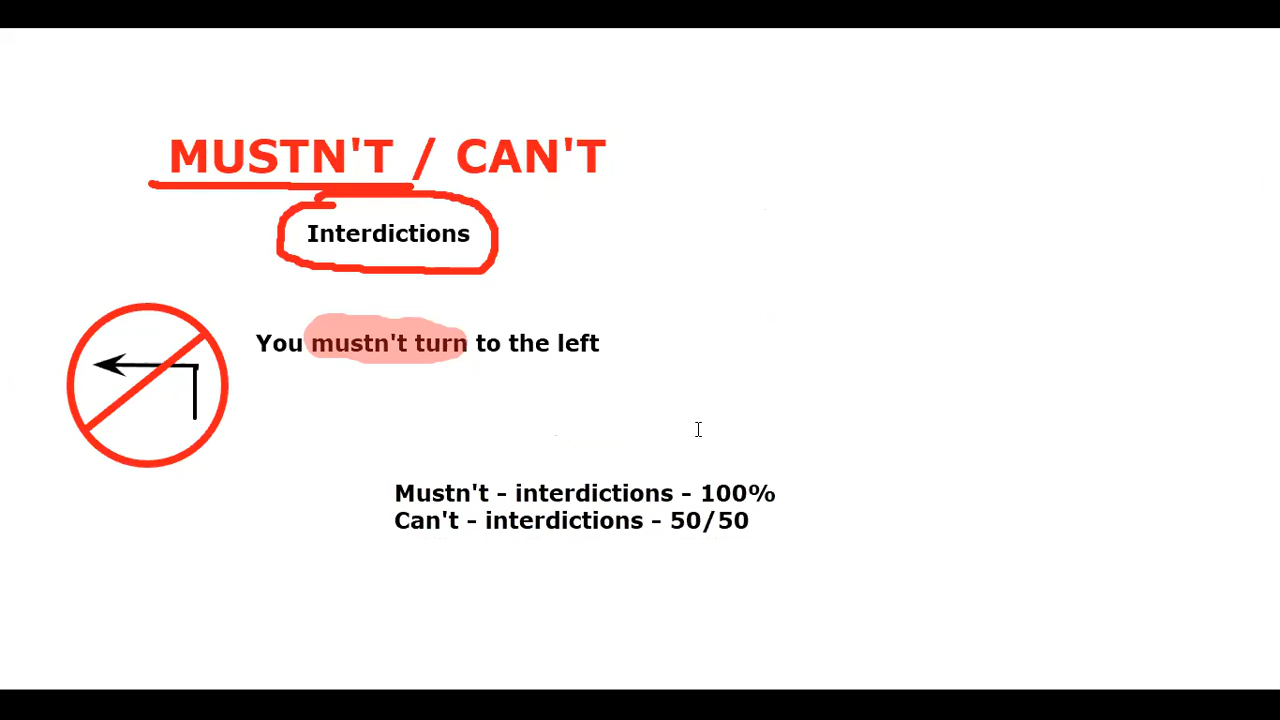 MUSTN'T / CAN'T
Interdictions
You mustn't turn to the left
Mustn't - interdictions - 100%
Can't - interdictions - 50/50